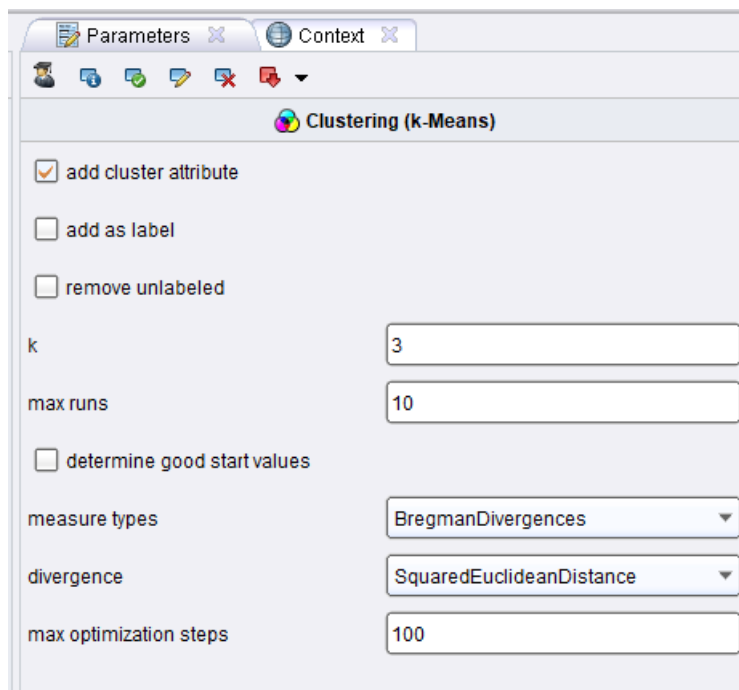 Parameters Context
Clustering (k-Means)
add cluster attribute
add as label
remove unlabeled
k 3
max runs 10
determine good start values
measure types BregmanDivergences
divergence SquaredEuclideanDistance
max optimization steps 100